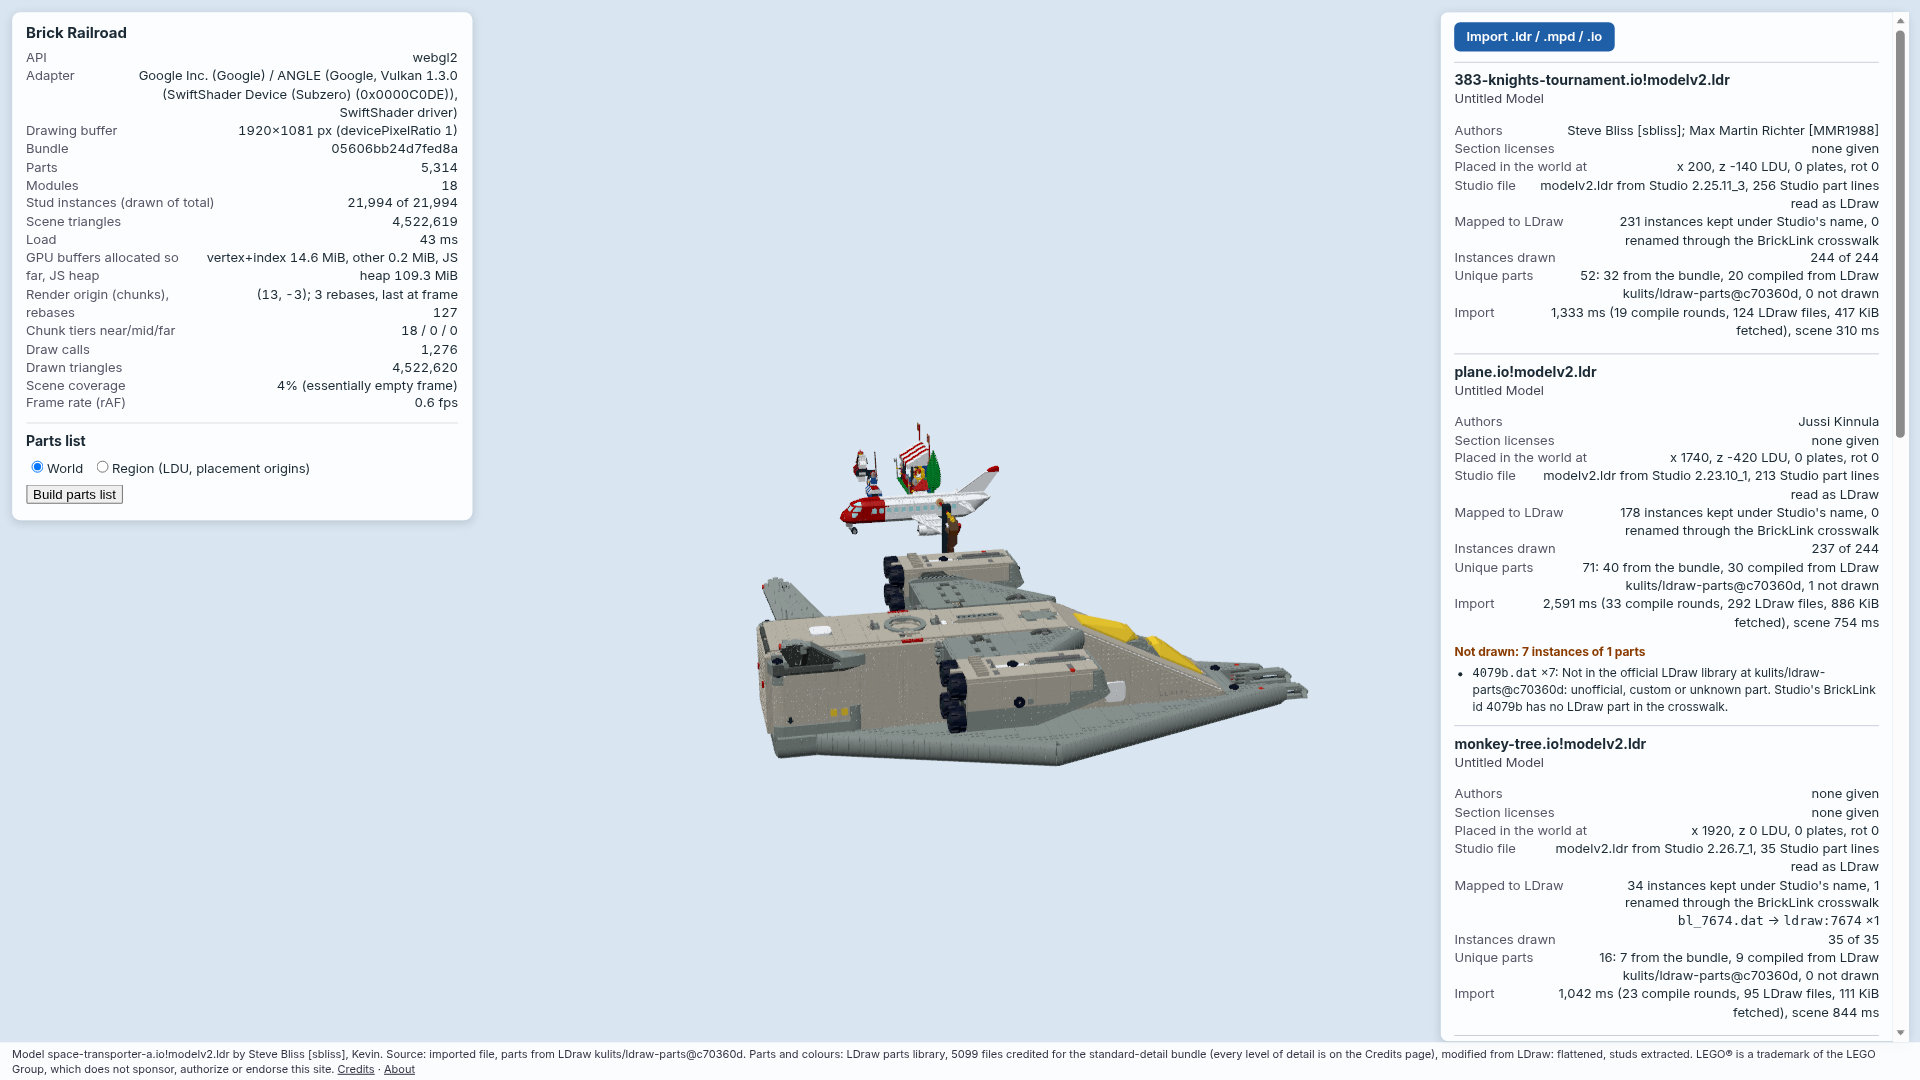 Brick Railroad
API webgl2
Adapter Google Inc. (Google) / ANGLE (Google, Vulkan 1.3.0
(SwiftShader Device (Subzero) (0x0000C0DE)),
SwiftShader driver)
Drawing buffer 1920×1081 px (devicePixelRatio 1)
Bundle 05606bb24d7fed8a
Parts 5,314
Modules 18
Stud instances (drawn of total) 21,994 of 21,994
Scene triangles 4,522,619
Load 43 ms
GPU buffers allocated so vertex+index 14.6 MiB, other 0.2 MiB, JS
far, JS heap heap 109.3 MiB
Render origin (chunks), (13, -3); 3 rebases, last at frame
rebases 127
Chunk tiers near/mid/far 18 / 0 / 0
Draw calls 1,276
Drawn triangles 4,522,620
Scene coverage 4% (essentially empty frame)
Frame rate (rAF) 0.6 fps
Parts list
World Region (LDU, placement origins)
Build parts list
Import .ldr / .mpd / .io
383-knights-tournament.io!modelv2.ldr
Untitled Model
Authors Steve Bliss [sbliss]; Max Martin Richter [MMR1988]
Section licenses none given
Placed in the world at x 200, z -140 LDU, 0 plates, rot 0
Studio file modelv2.ldr from Studio 2.25.11_3, 256 Studio part lines
read as LDraw
Mapped to LDraw 231 instances kept under Studio's name, 0
renamed through the BrickLink crosswalk
Instances drawn 244 of 244
Unique parts 52: 32 from the bundle, 20 compiled from LDraw
kulits/ldraw-parts@c70360d, 0 not drawn
Import 1,333 ms (19 compile rounds, 124 LDraw files, 417 KiB
fetched), scene 310 ms
plane.io!modelv2.ldr
Untitled Model
Authors Jussi Kinnula
Section licenses none given
Placed in the world at x 1740, z -420 LDU, 0 plates, rot 0
Studio file modelv2.ldr from Studio 2.23.10_1, 213 Studio part lines
read as LDraw
Mapped to LDraw 178 instances kept under Studio's name, 0
renamed through the BrickLink crosswalk
Instances drawn 237 of 244
Unique parts 71: 40 from the bundle, 30 compiled from LDraw
kulits/ldraw-parts@c70360d, 1 not drawn
Import 2,591 ms (33 compile rounds, 292 LDraw files, 886 KiB
fetched), scene 754 ms
Not drawn: 7 instances of 1 parts
• 4079b.dat ×7: Not in the official LDraw library at kulits/ldraw-
parts@c70360d: unofficial, custom or unknown part. Studio's BrickLink
id 4079b has no LDraw part in the crosswalk.
monkey-tree.io!modelv2.ldr
Untitled Model
Authors none given
Section licenses none given
Placed in the world at x 1920, z 0 LDU, 0 plates, rot 0
Studio file modelv2.ldr from Studio 2.26.7_1, 35 Studio part lines
read as LDraw
Mapped to LDraw 34 instances kept under Studio's name, 1
renamed through the BrickLink crosswalk
bl_7674.dat → ldraw:7674 ×1
Instances drawn 35 of 35
Unique parts 16: 7 from the bundle, 9 compiled from LDraw
kulits/ldraw-parts@c70360d, 0 not drawn
Import 1,042 ms (23 compile rounds, 95 LDraw files, 111 KiB
fetched), scene 844 ms
Model space-transporter-a.io!modelv2.ldr by Steve Bliss [sbliss], Kevin. Source: imported file, parts from LDraw kulits/ldraw-parts@c70360d. Parts and colours: LDraw parts library, 5099 files credited for the standard-detail bundle (every level of detail is on the Credits page), modified from LDraw: flattened, studs extracted. LEGO® is a trademark of the LEGO
Group, which does not sponsor, authorize or endorse this site. Credits · About